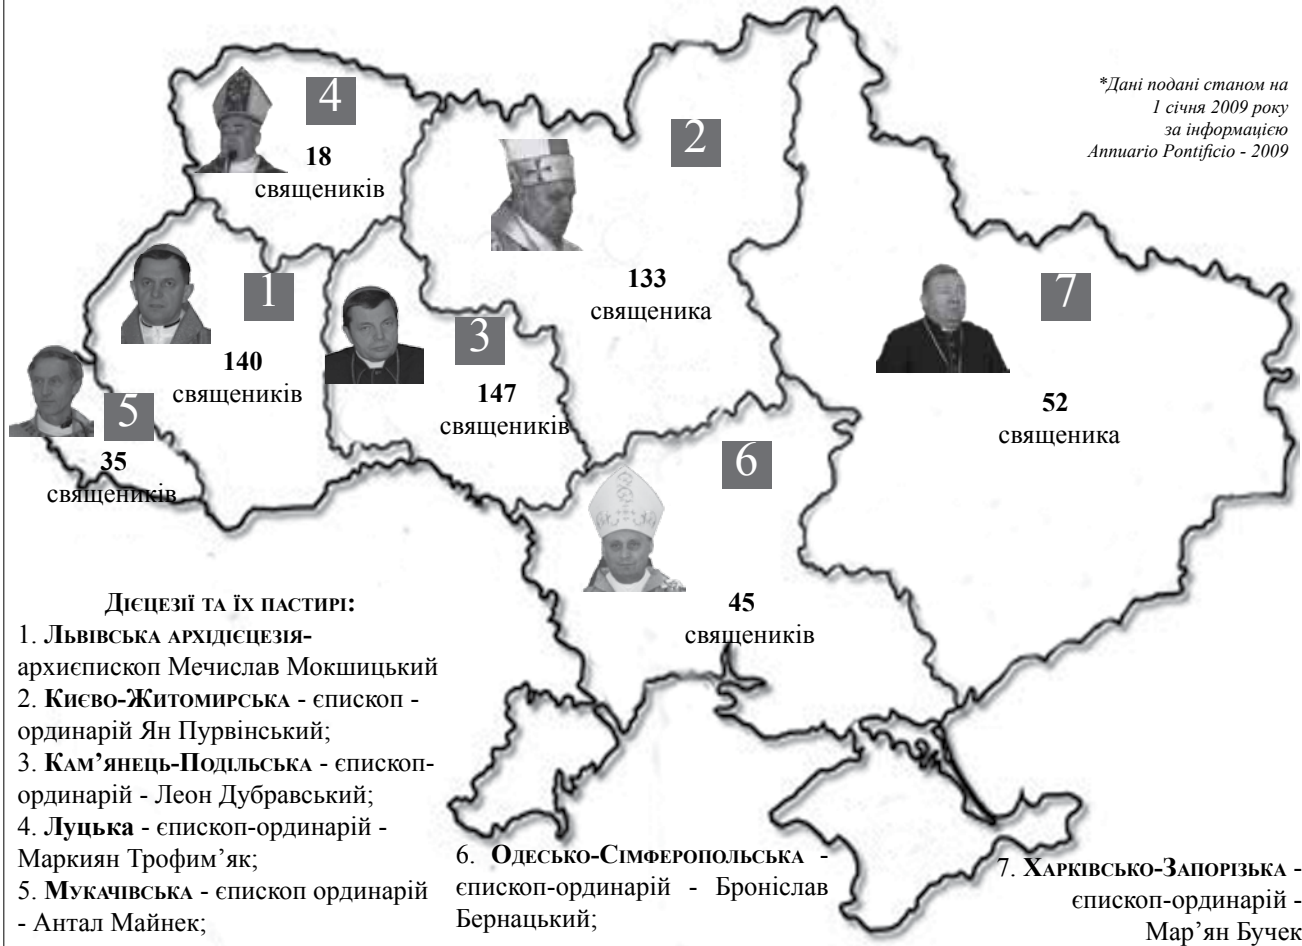 *Дані подані станом на
1 січня 2009 року
за інформацією
Annuario Pontificio - 2009
4
18
священиків
2
133
священика
1
140
священиків
3
147
священиків
7
52
священика
5
35
священиків
6
45
священиків
Дієцезії та їх пастирі:
1. Львівська архідієцезія-
архиєпископ Мечислав Мокшицький
2. Києво-Житомирська - єпископ -
ординарій Ян Пурвінський;
3. Кам’янець-Подільська - єпископ-
ординарій - Леон Дубравський;
4. Луцька - єпископ-ординарій -
Маркиян Трофим’як;
5. Мукачівська - єпископ ординарій
- Антал Майнек;
6. Одесько-Сімферопольська -
єпископ-ординарій - Броніслав
Бернацький;
7. Харківсько-Запорізька -
єпископ-ординарій -
Мар’ян Бучек